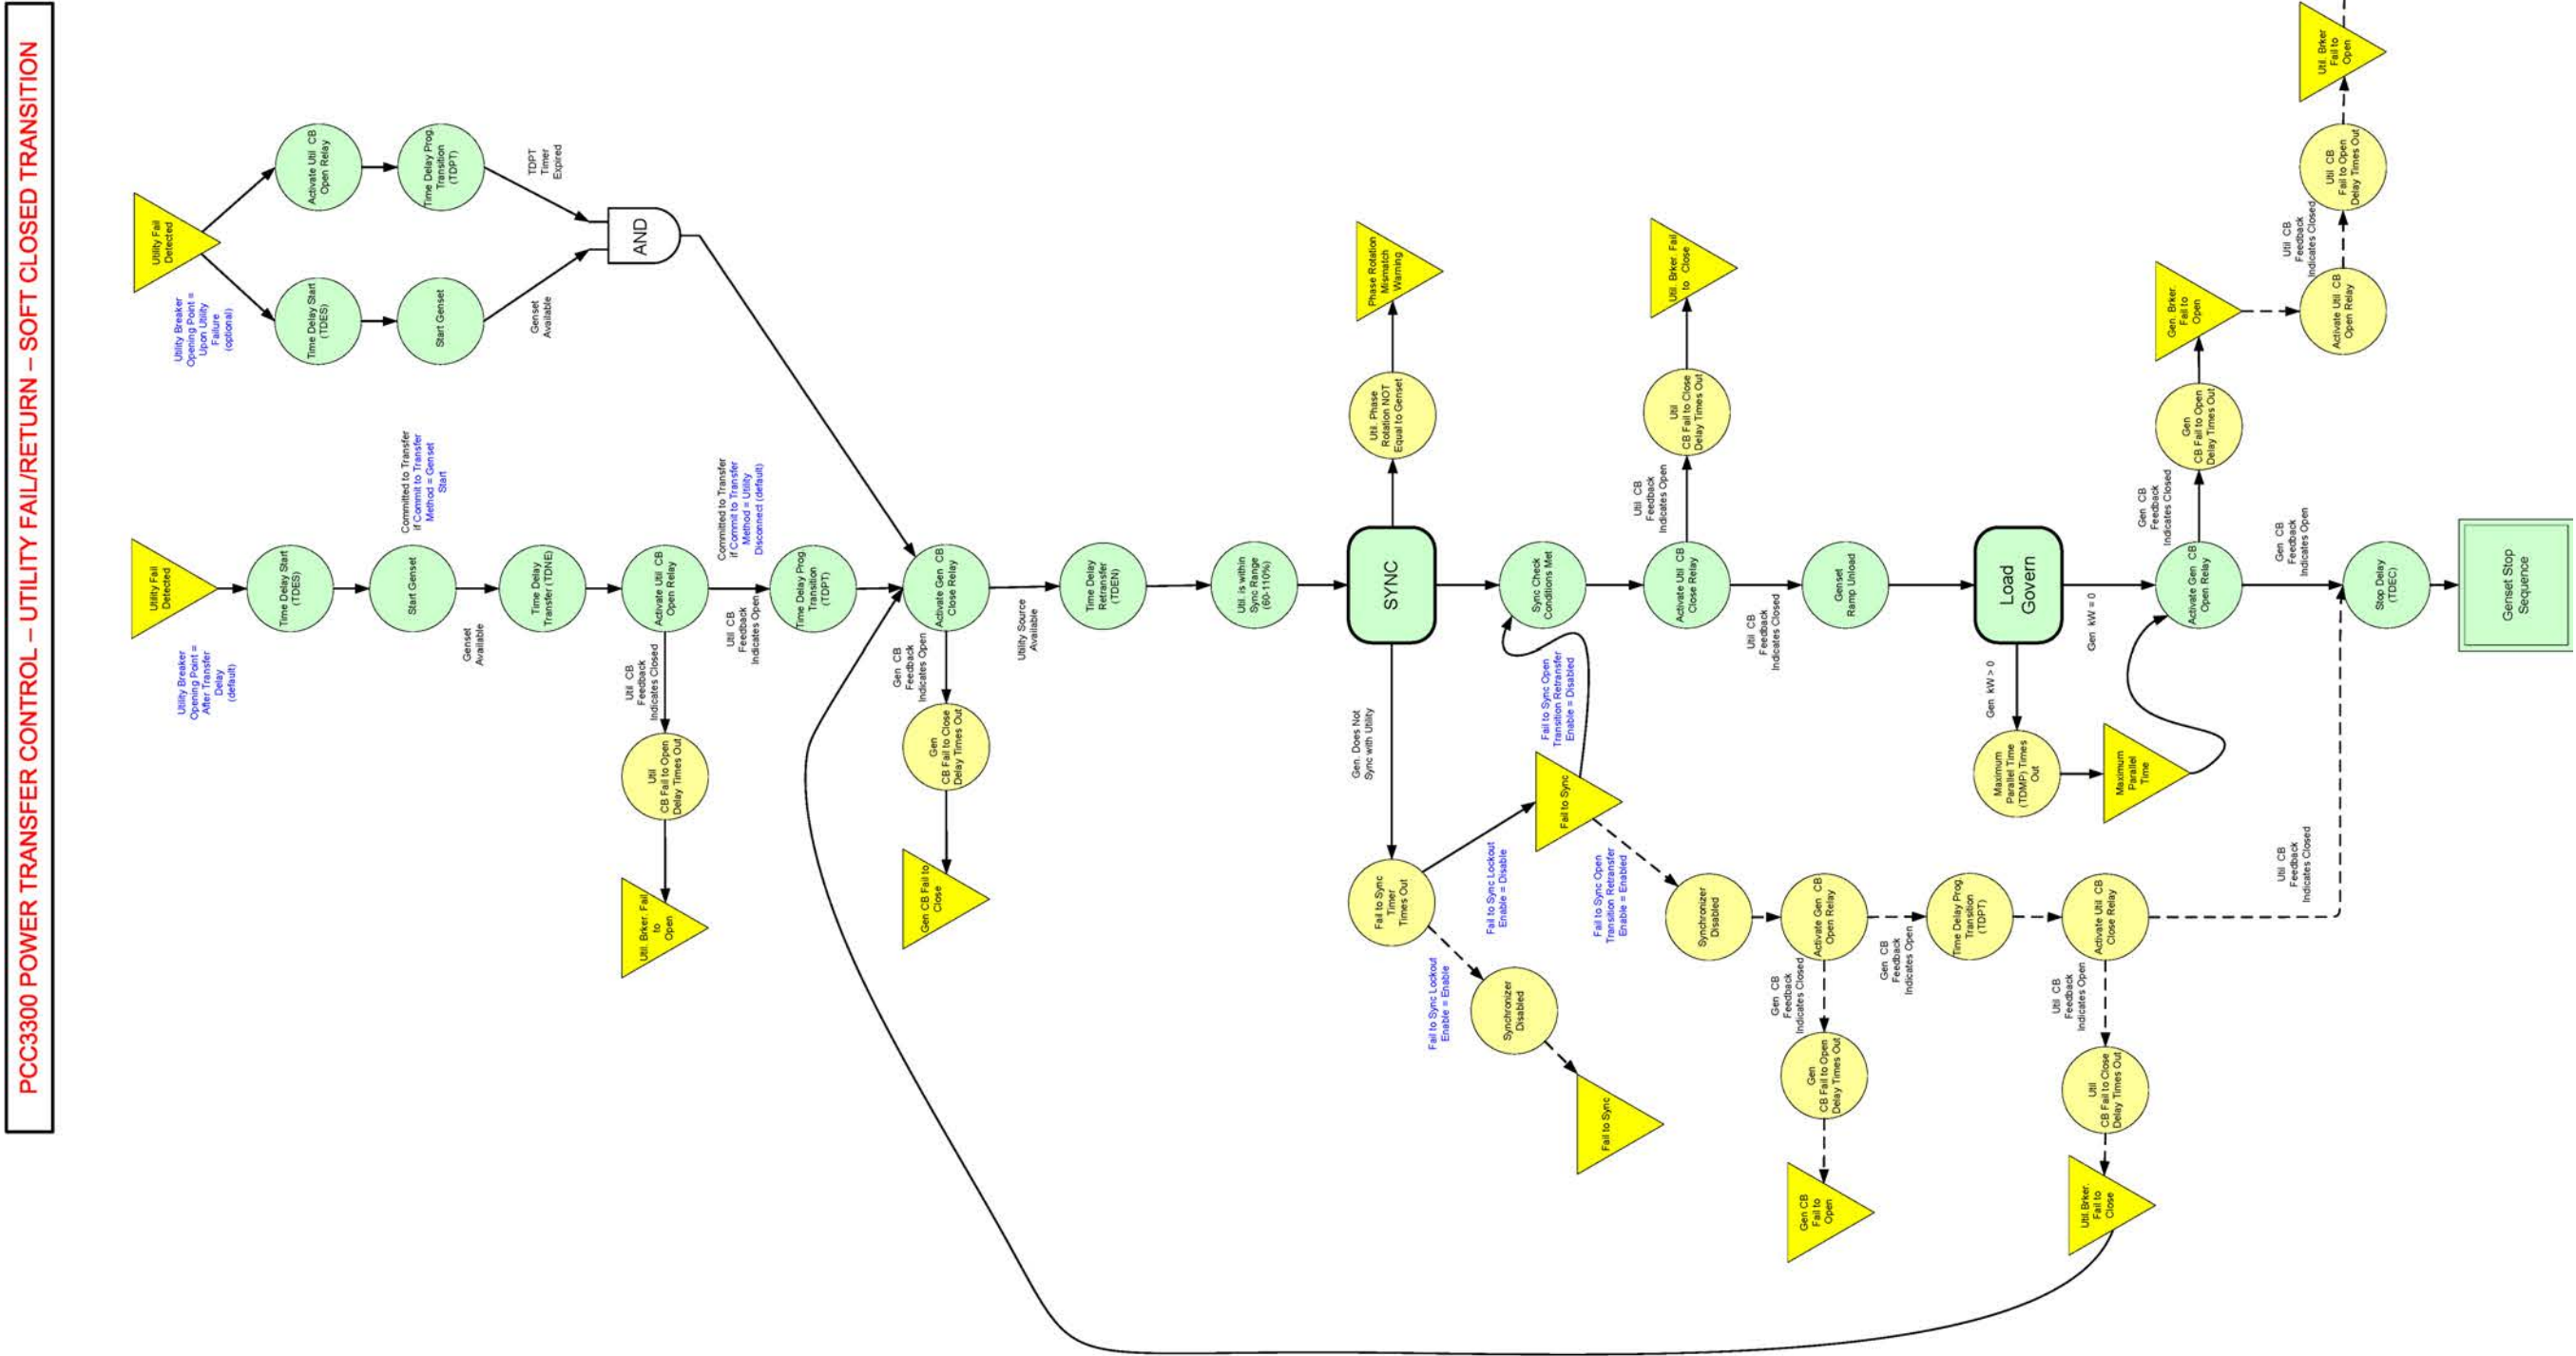 PCC3300 POWER TRANSFER CONTROL – UTILITY FAIL/RETURN – SOFT CLOSED TRANSITION
Utility Fail
Detected
Utility Breaker
Opening Point =
Upon Utility
Failure
(optional)
Activate Util CB
Open Relay
Time Delay Prog.
Transition
(TDPT)
TDPT
Timer
Expired
Time Delay Start
(TDES)
Start Genset
Genset
Available
AND
Utility Fail
Detected
Utility Breaker
Opening Point =
After Transfer
Delay
(default)
Time Delay Start
(TDES)
Start Genset
Committed to Transfer
if Commit to Transfer
Method = Genset
Start
Genset
Available
Time Delay
Transfer (TDNE)
Activate Util CB
Open Relay
Util CB
Feedback
Indicates Closed
Util
CB Fail to Open
Delay Times Out
Util. Brker. Fail
to
Open
Committed to Transfer
if Commit to Transfer
Method = Utility
Disconnect (default)
Util CB
Feedback
Indicates Open
Time Delay Prog
Transition
(TDPT)
Activate Gen CB
Close Relay
Gen CB
Feedback
Indicates Open
Gen
CB Fail to Close
Delay Times Out
Gen CB Fail to
Close
Utility Source
Available
Time Delay
Retransfer
(TDEN)
Util. is within
Sync Range
(60-110%)
SYNC
Util. Phase
Rotation NOT
Equal to Genset
Phase Rotation
Mismatch
Warning
Gen. Does Not
Sync with Utility
Fail to Sync
Timer
Times Out
Fail to Sync Lockout
Enable = Enable
Synchronizer
Disabled
Fail to Sync
Fail to Sync Lockout
Enable = Disable
Fail to Sync
Fail to Sync Open
Transition Retransfer
Enable = Disabled
Sync Check
Conditions Met
Fail to Sync Open
Transition Retransfer
Enable = Enabled
Synchronizer
Disabled
Activate Gen CB
Open Relay
Gen CB
Feedback
Indicates Closed
Gen
CB Fail to Open
Delay Times Out
Gen CB
Fail to
Open
Gen CB
Feedback
Indicates Open
Time Delay Prog.
Transition
(TDPT)
Activate Util CB
Close Relay
Util CB
Feedback
Indicates Open
Util
CB Fail to Close
Delay Times Out
Util.Brker.
Fail to
Close
Util CB
Feedback
Indicates Closed
Activate Util CB
Close Relay
Util CB
Feedback
Indicates Open
Util
CB Fail to Close
Delay Times Out
Util. Brker. Fail
to Close
Util CB
Feedback
Indicates Closed
Genset
Ramp Unload
Load
Govern
Gen kW > 0
Maximum
Parallel Time
(TDMP) Times
Out
Maximum
Parallel
Time
Gen kW = 0
Activate Gen CB
Open Relay
Gen CB
Feedback
Indicates Closed
Gen
CB Fail to Open
Delay Times Out
Gen. Brker.
Fail to
Open
Activate Util CB
Open Relay
Util CB
Feedback
Indicates Closed
Util CB
Fail to Open
Delay Times Out
Util. Brker
Fail to
Open
Gen CB
Feedback
Indicates Open
Stop Delay
(TDEC)
Genset Stop
Sequence